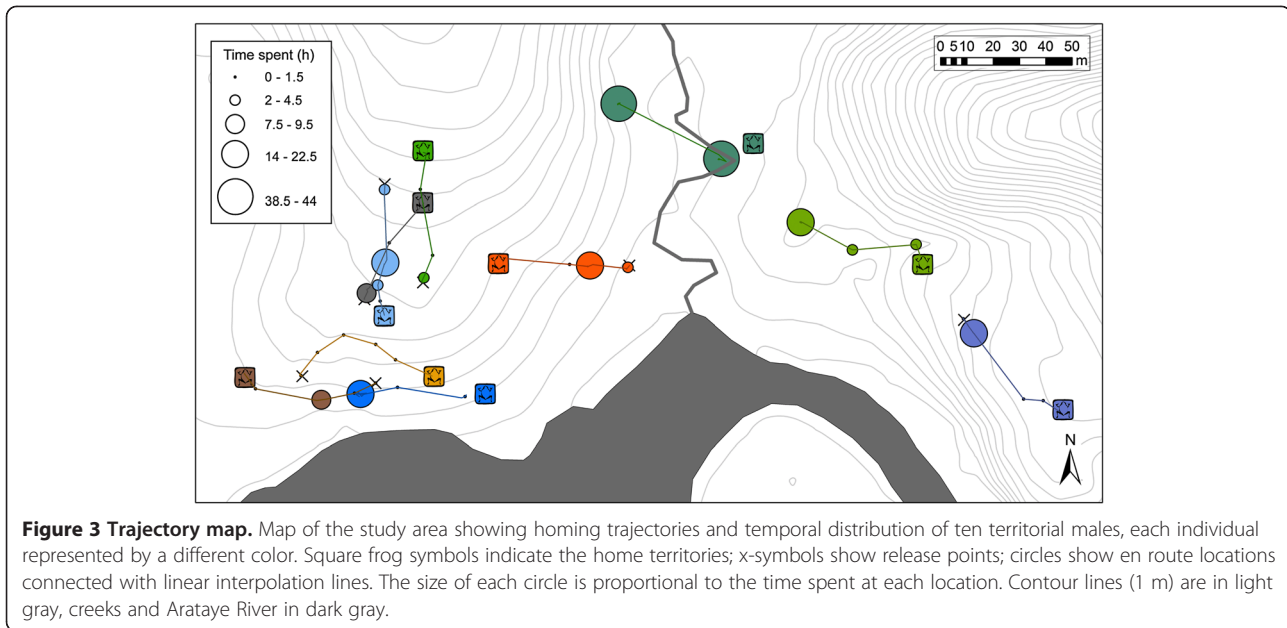 Time spent (h)
0 - 1.5
2 - 4.5
7.5 - 9.5
14 - 22.5
38.5 - 44
0 5 10 20 30 40 50
m
N
Figure 3 Trajectory map. Map of the study area showing homing trajectories and temporal distribution of ten territorial males, each individual
represented by a different color. Square frog symbols indicate the home territories; x-symbols show release points; circles show en route locations
connected with linear interpolation lines. The size of each circle is proportional to the time spent at each location. Contour lines (1 m) are in light
gray, creeks and Arataye River in dark gray.